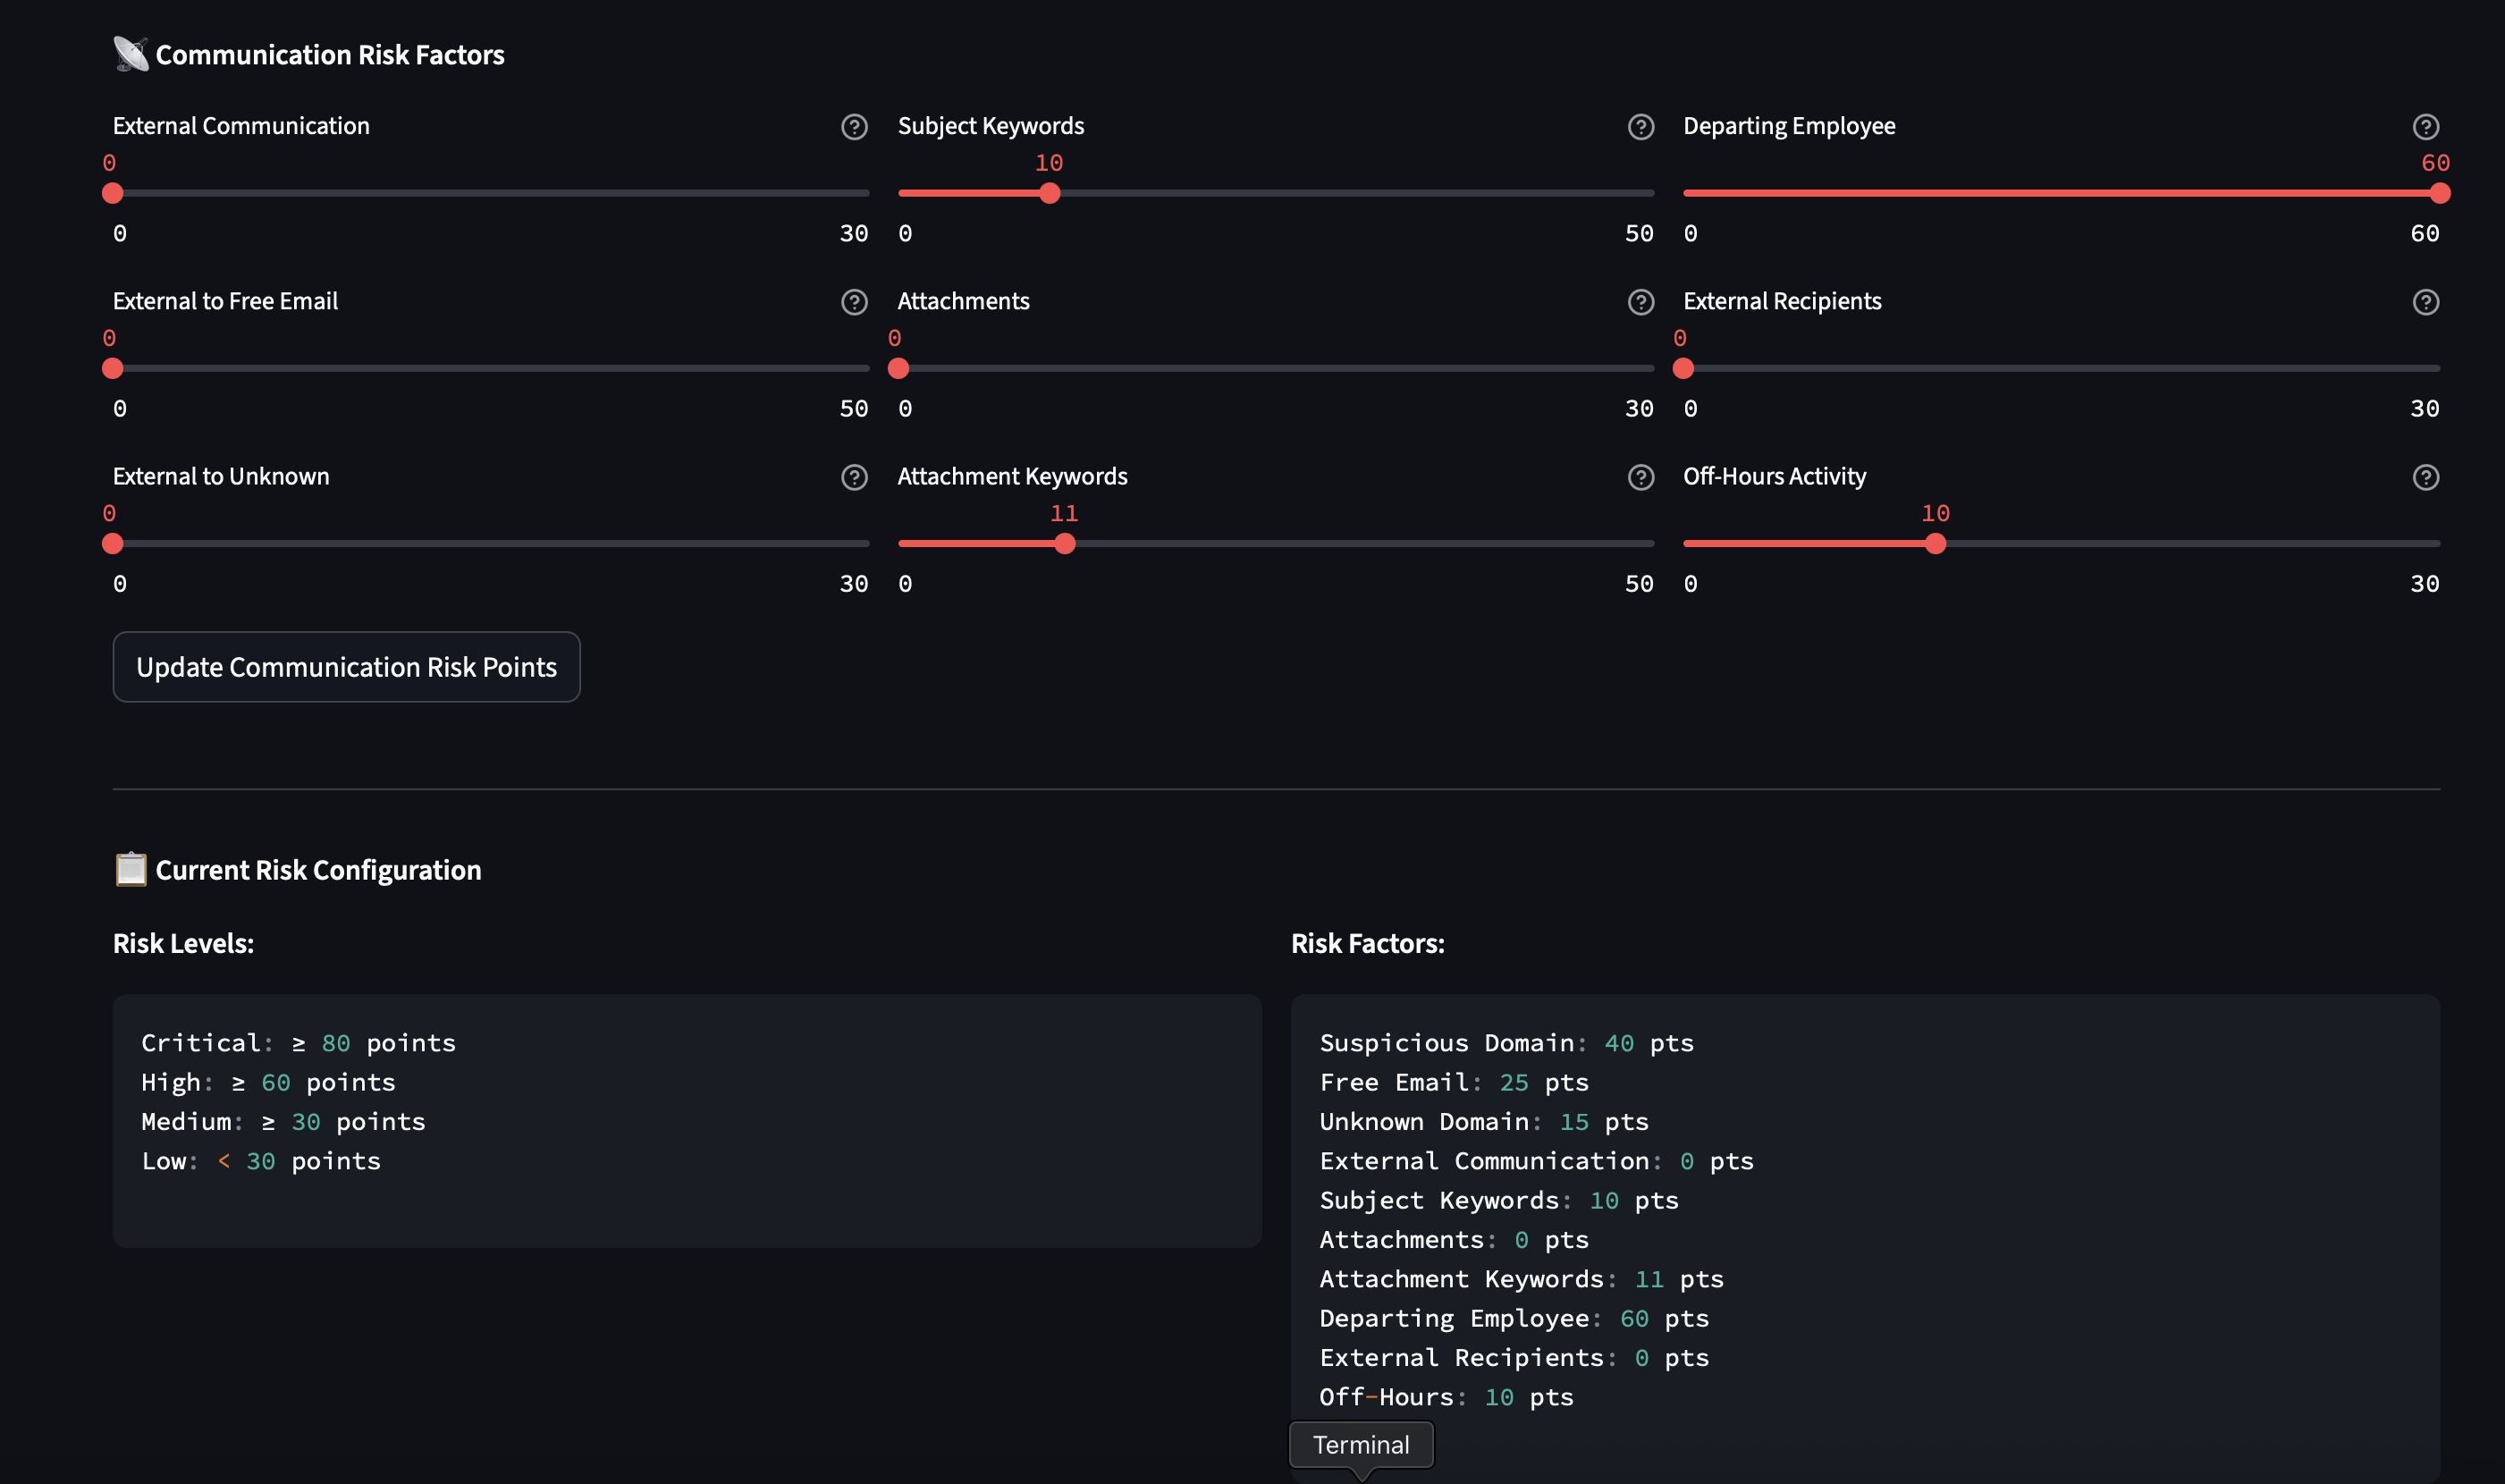 Communication Risk Factors
External Communication
0
0 30
Subject Keywords
10
0 50
Departing Employee
60
0 60
External to Free Email
0
0 50
Attachments
0
0 30
External Recipients
0
0 30
External to Unknown
0
0 30
Attachment Keywords
11
0 50
Off-Hours Activity
10
0 30
Update Communication Risk Points
Current Risk Configuration
Risk Levels:
Critical: ≥ 80 points
High: ≥ 60 points
Medium: ≥ 30 points
Low: < 30 points
Risk Factors:
Suspicious Domain: 40 pts
Free Email: 25 pts
Unknown Domain: 15 pts
External Communication: 0 pts
Subject Keywords: 10 pts
Attachments: 0 pts
Attachment Keywords: 11 pts
Departing Employee: 60 pts
External Recipients: 0 pts
Off-Hours: 10 pts
Terminal